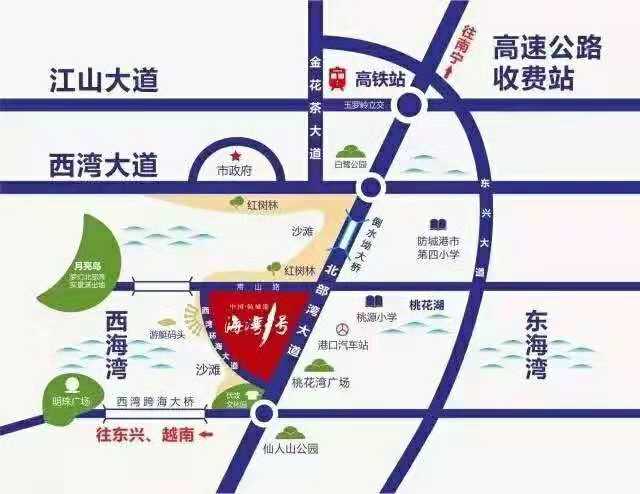 往南宁
高速公路
收费站
江山大道
金花茶大道
高铁站
玉罗岭立交
西湾大道
市政府
白鹭公园
东兴大道
红树林
沙滩
倒水坳大桥
防城港市
第四小学
月亮岛
梦幻北部湾
实景演出地
红树林
北部湾大道
中国·防城港
海湾1号
西湾环海大道
游艇码头
桃源小学
桃花湖
西海湾
东海湾
港口汽车站
沙滩
桃花湾广场
明珠广场
西湾跨海大桥
伏波
文化园
往东兴、越南
仙人山公园